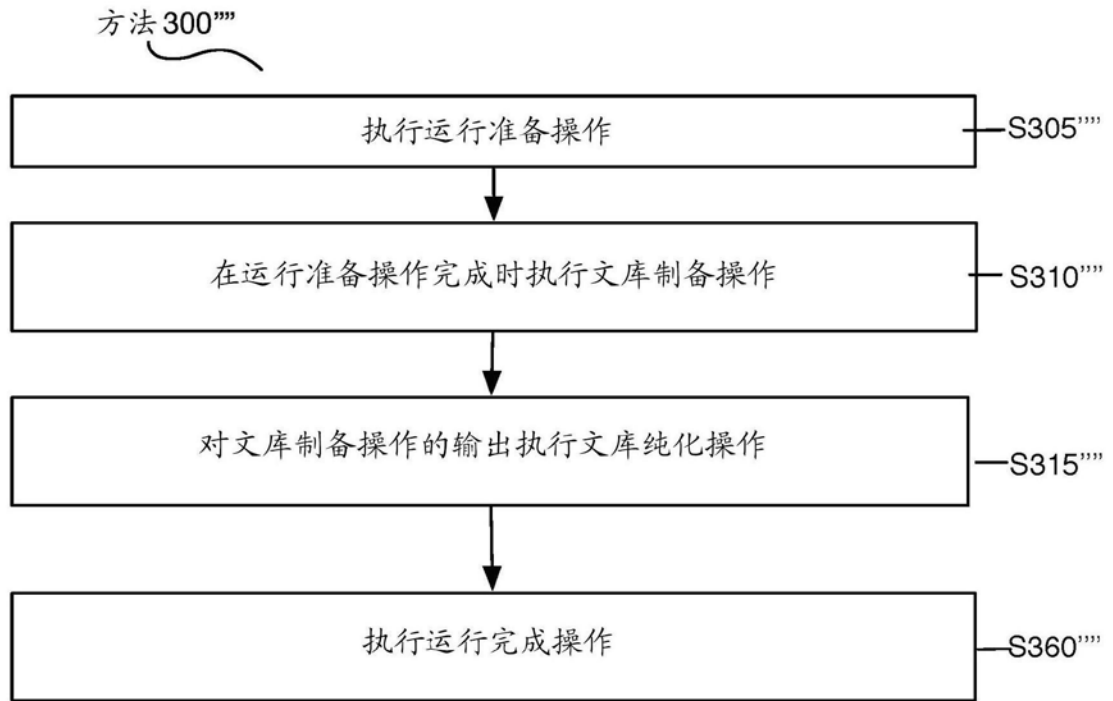 方法300''''
执行运行准备操作
S305''''
在运行准备操作完成时执行文库制备操作
S310''''
对文库制备操作的输出执行文库纯化操作
S315''''
执行运行完成操作
S360''''